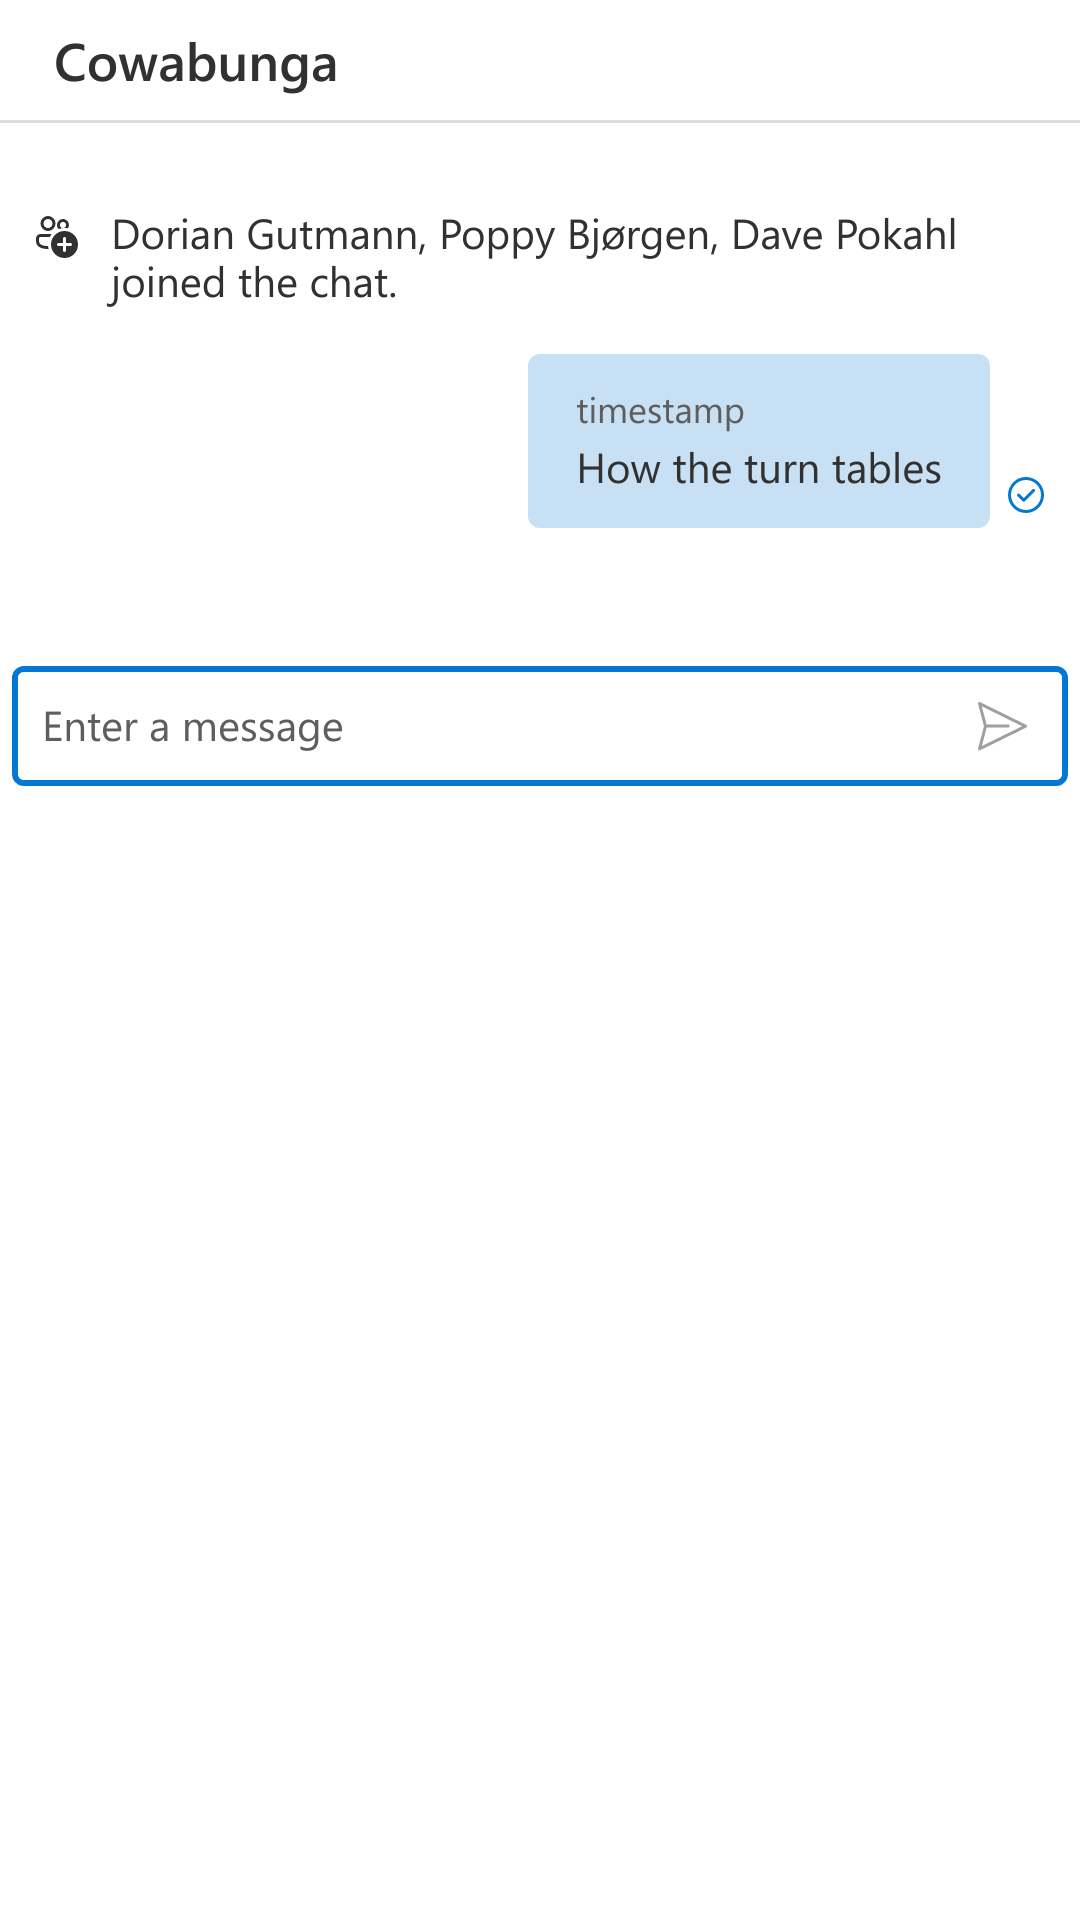 Cowabunga
Dorian Gutmann, Poppy Bjørgen, Dave Pokahl
joined the chat.
timestamp
How the turn tables
Enter a message